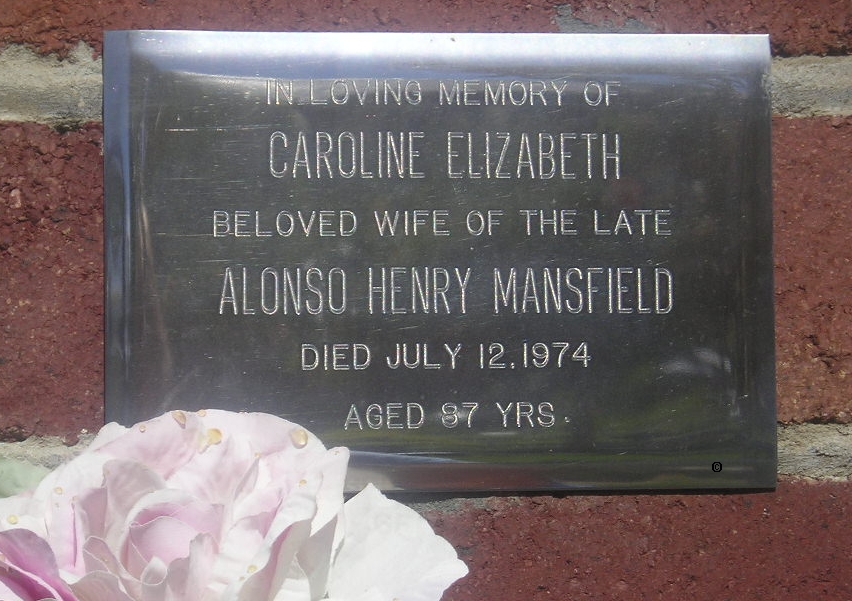 IN LOVING MEMORY OF
CAROLINE ELIZABETH
BELOVED WIFE OF THE LATE
ALONSO HENRY MANSFIELD
DIED JULY 12, 1974
AGED 87 YRS.
©